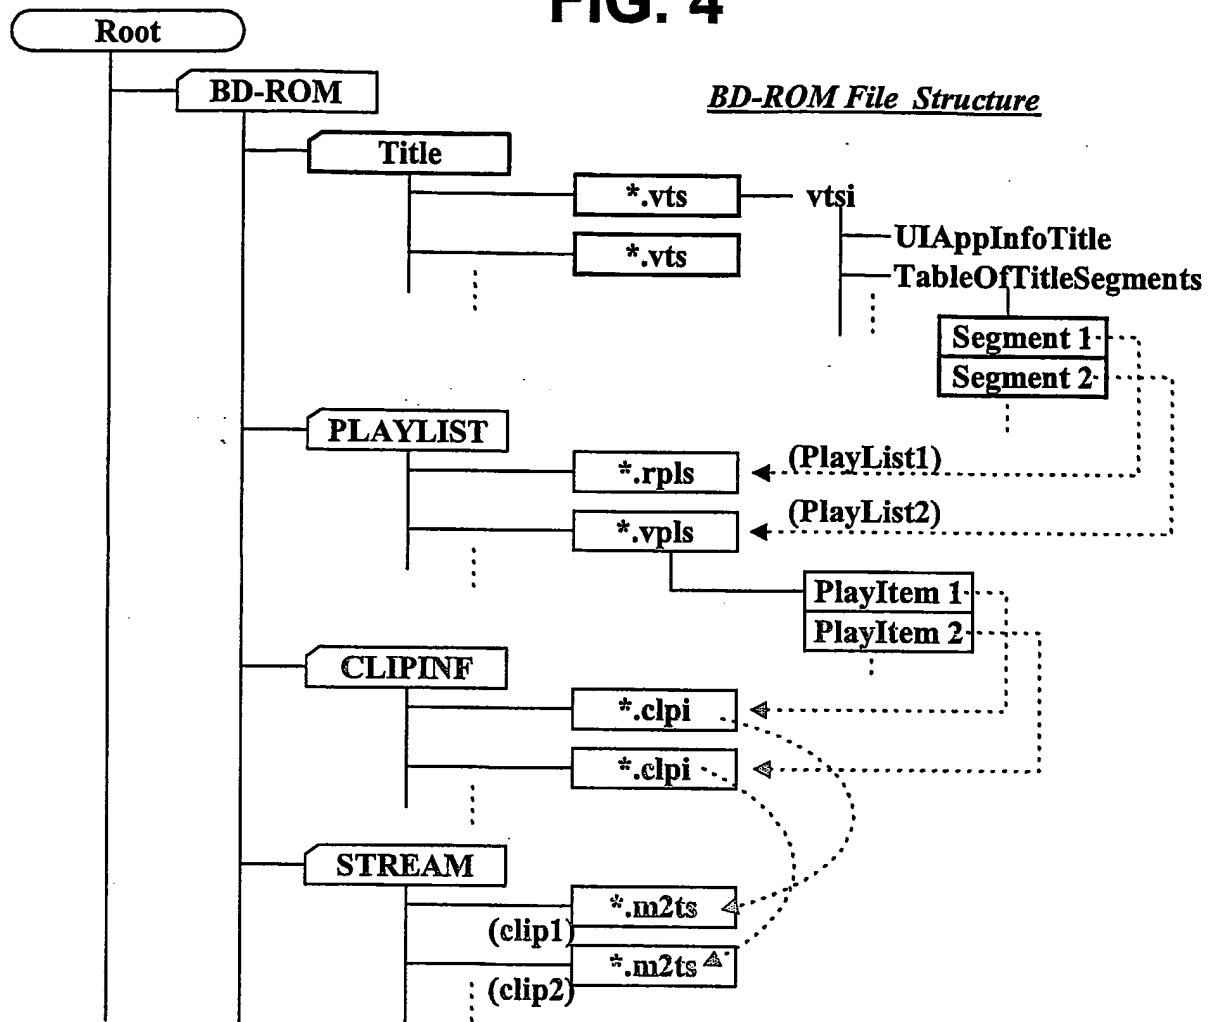 FIG. 4
Root
BD-ROM
BD-ROM File Structure
Title
*.vts
vtsi
UIAppInfoTitle
*.vts
TableOfTitleSegments
Segment 1
Segment 2
PLAYLIST
*.rpls
(PlayList1)
*.vpls
(PlayList2)
PlayItem 1
PlayItem 2
CLIPINF
*.clpi
*.clpi
STREAM
*.m2ts
(clip1)
*.m2ts
(clip2)